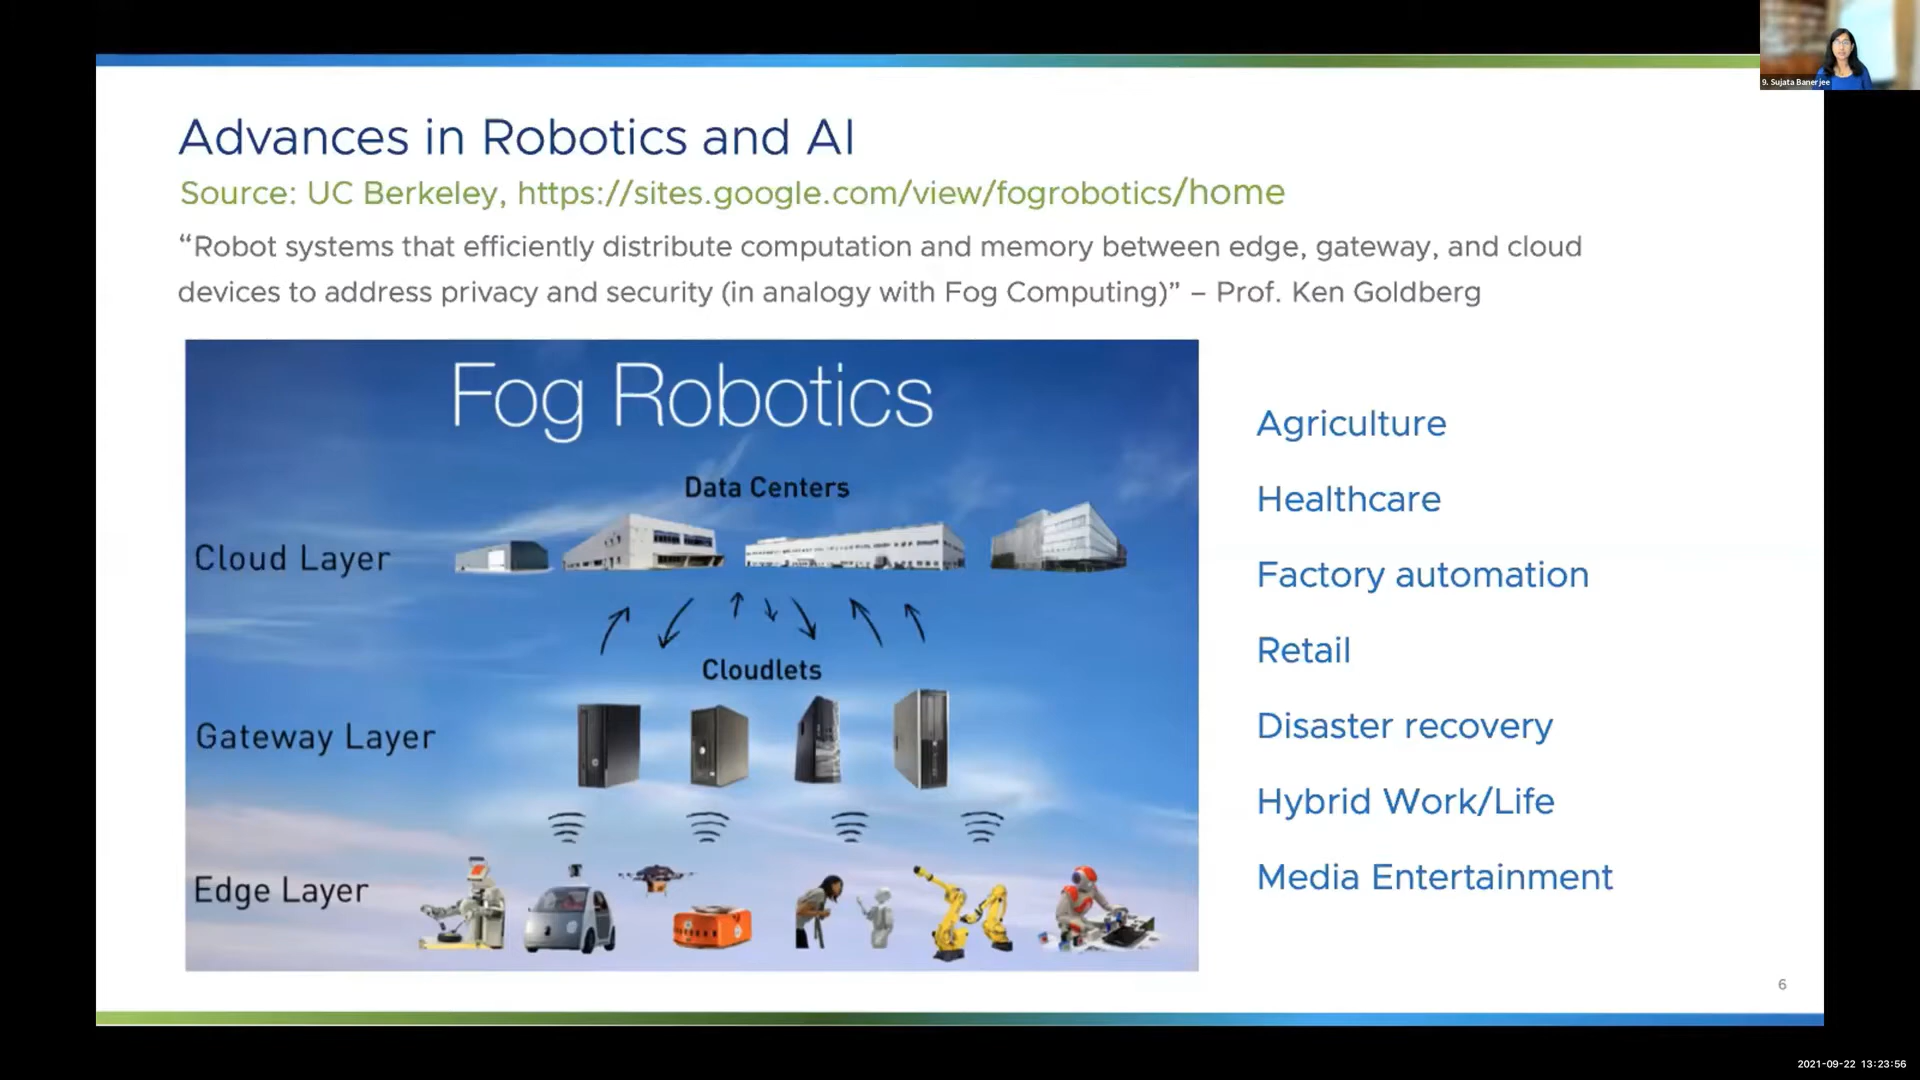 9. Sujata Banerjee
Advances in Robotics and AI
Source: UC Berkeley, https://sites.google.com/view/fogrobotics/home
“Robot systems that efficiently distribute computation and memory between edge, gateway, and cloud
devices to address privacy and security (in analogy with Fog Computing)” – Prof. Ken Goldberg
Fog Robotics
Data Centers
Cloud Layer
Cloudlets
Gateway Layer
Edge Layer
Agriculture
Healthcare
Factory automation
Retail
Disaster recovery
Hybrid Work/Life
Media Entertainment
6
2021-09-22 13:23:56